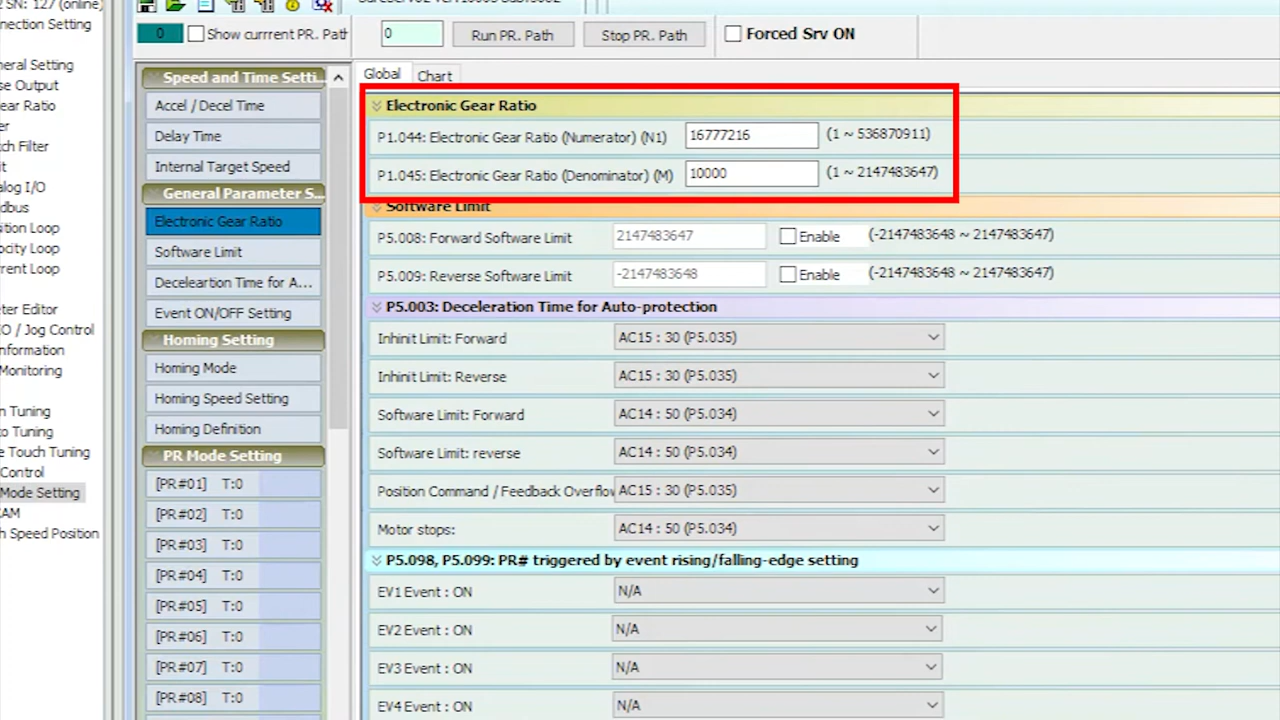 2 SN: 127 (online)
nnection Setting
neral Setting
se Output
ear Ratio
er
tch Filter
it
alog I/O
dbus
sition Loop
ocity Loop
rrent Loop
ter Editor
O / Jog Control
nformation
Monitoring
n Tuning
to Tuning
e Touch Tuning
Control
Mode Setting
AM
h Speed Position
0
Show currrent PR. Path
0
Run PR. Path
Stop PR. Path
Forced Srv ON
Speed and Time Setti...
Accel / Decel Time
Delay Time
Internal Target Speed
General Parameter S...
Electronic Gear Ratio
Software Limit
Deceleartion Time for A...
Event ON/OFF Setting
Homing Setting
Homing Mode
Homing Speed Setting
Homing Definition
PR Mode Setting
[PR#01] T:0
[PR#02] T:0
[PR#03] T:0
[PR#04] T:0
[PR#05] T:0
[PR#06] T:0
[PR#07] T:0
[PR#08] T:0
Global Chart
Electronic Gear Ratio
P1.044: Electronic Gear Ratio (Numerator) (N1) 16777216 (1 ~ 536870911)
P1.045: Electronic Gear Ratio (Denominator) (M) 10000 (1 ~ 2147483647)
Software Limit
P5.008: Forward Software Limit 2147483647 Enable (-2147483648 ~ 2147483647)
P5.009: Reverse Software Limit -2147483648 Enable (-2147483648 ~ 2147483647)
P5.003: Deceleration Time for Auto-protection
Inhinit Limit: Forward AC15 : 30 (P5.035)
Inhinit Limit: Reverse AC15 : 30 (P5.035)
Software Limit: Forward AC14 : 50 (P5.034)
Software Limit: reverse AC14 : 50 (P5.034)
Position Command / Feedback Overflow AC15 : 30 (P5.035)
Motor stops: AC14 : 50 (P5.034)
P5.098, P5.099: PR# triggered by event rising/falling-edge setting
EV1 Event : ON N/A
EV2 Event : ON N/A
EV3 Event : ON N/A
EV4 Event : ON N/A